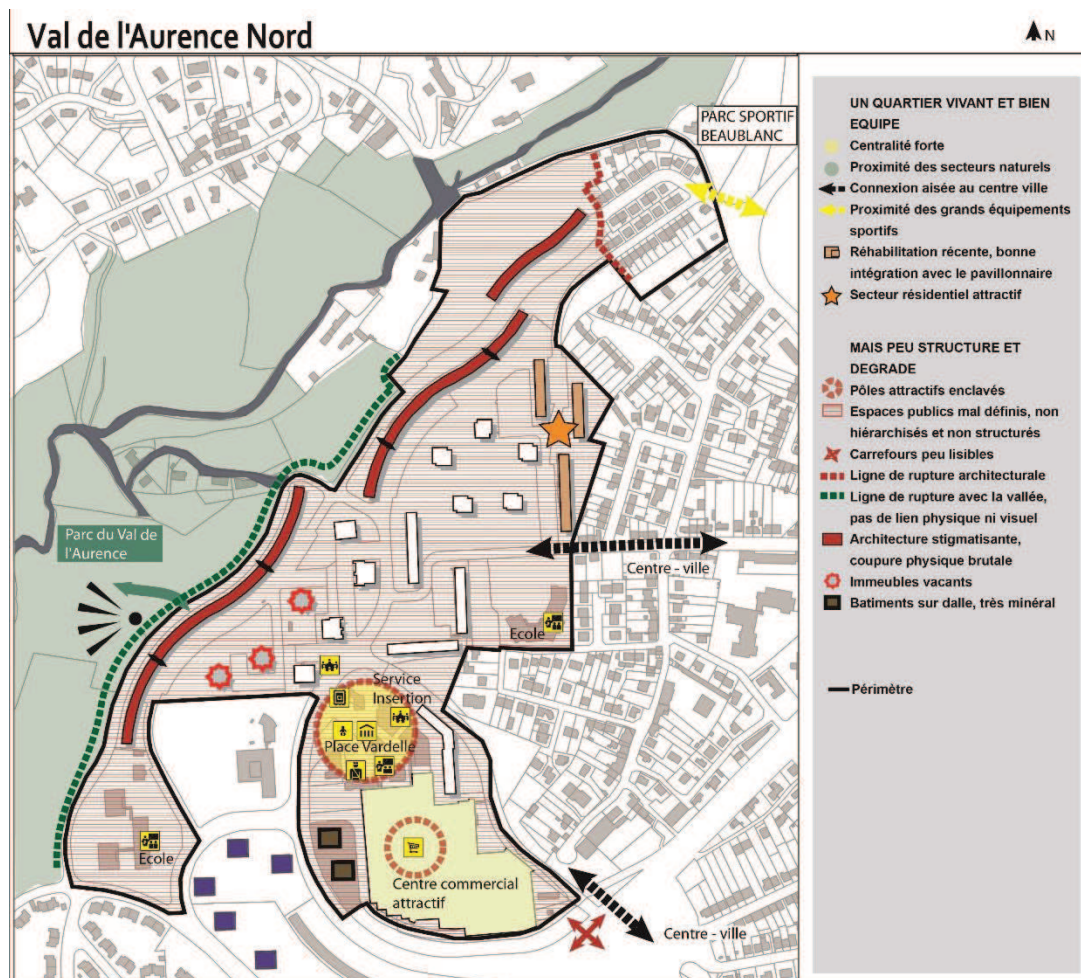 Val de l'Aurence Nord
N
PARC SPORTIF
BEAUBLANC
Parc du Val de
l'Aurence
Centre - ville
Ecole
Service
Insertion
Place Vardelle
Ecole
Centre commercial
attractif
Centre - ville
UN QUARTIER VIVANT ET BIEN
EQUIPE
Centralité forte
Proximité des secteurs naturels
Connexion aisée au centre ville
Proximité des grands équipements
sportifs
Réhabilitation récente, bonne
intégration avec le pavillonnaire
Secteur résidentiel attractif
MAIS PEU STRUCTURE ET
DEGRADE
Pôles attractifs enclavés
Espaces publics mal définis, non
hiérarchisés et non structurés
Carrefours peu lisibles
Ligne de rupture architecturale
Ligne de rupture avec la vallée,
pas de lien physique ni visuel
Architecture stigmatisante,
coupure physique brutale
Immeubles vacants
Batiments sur dalle, très minéral
Périmètre